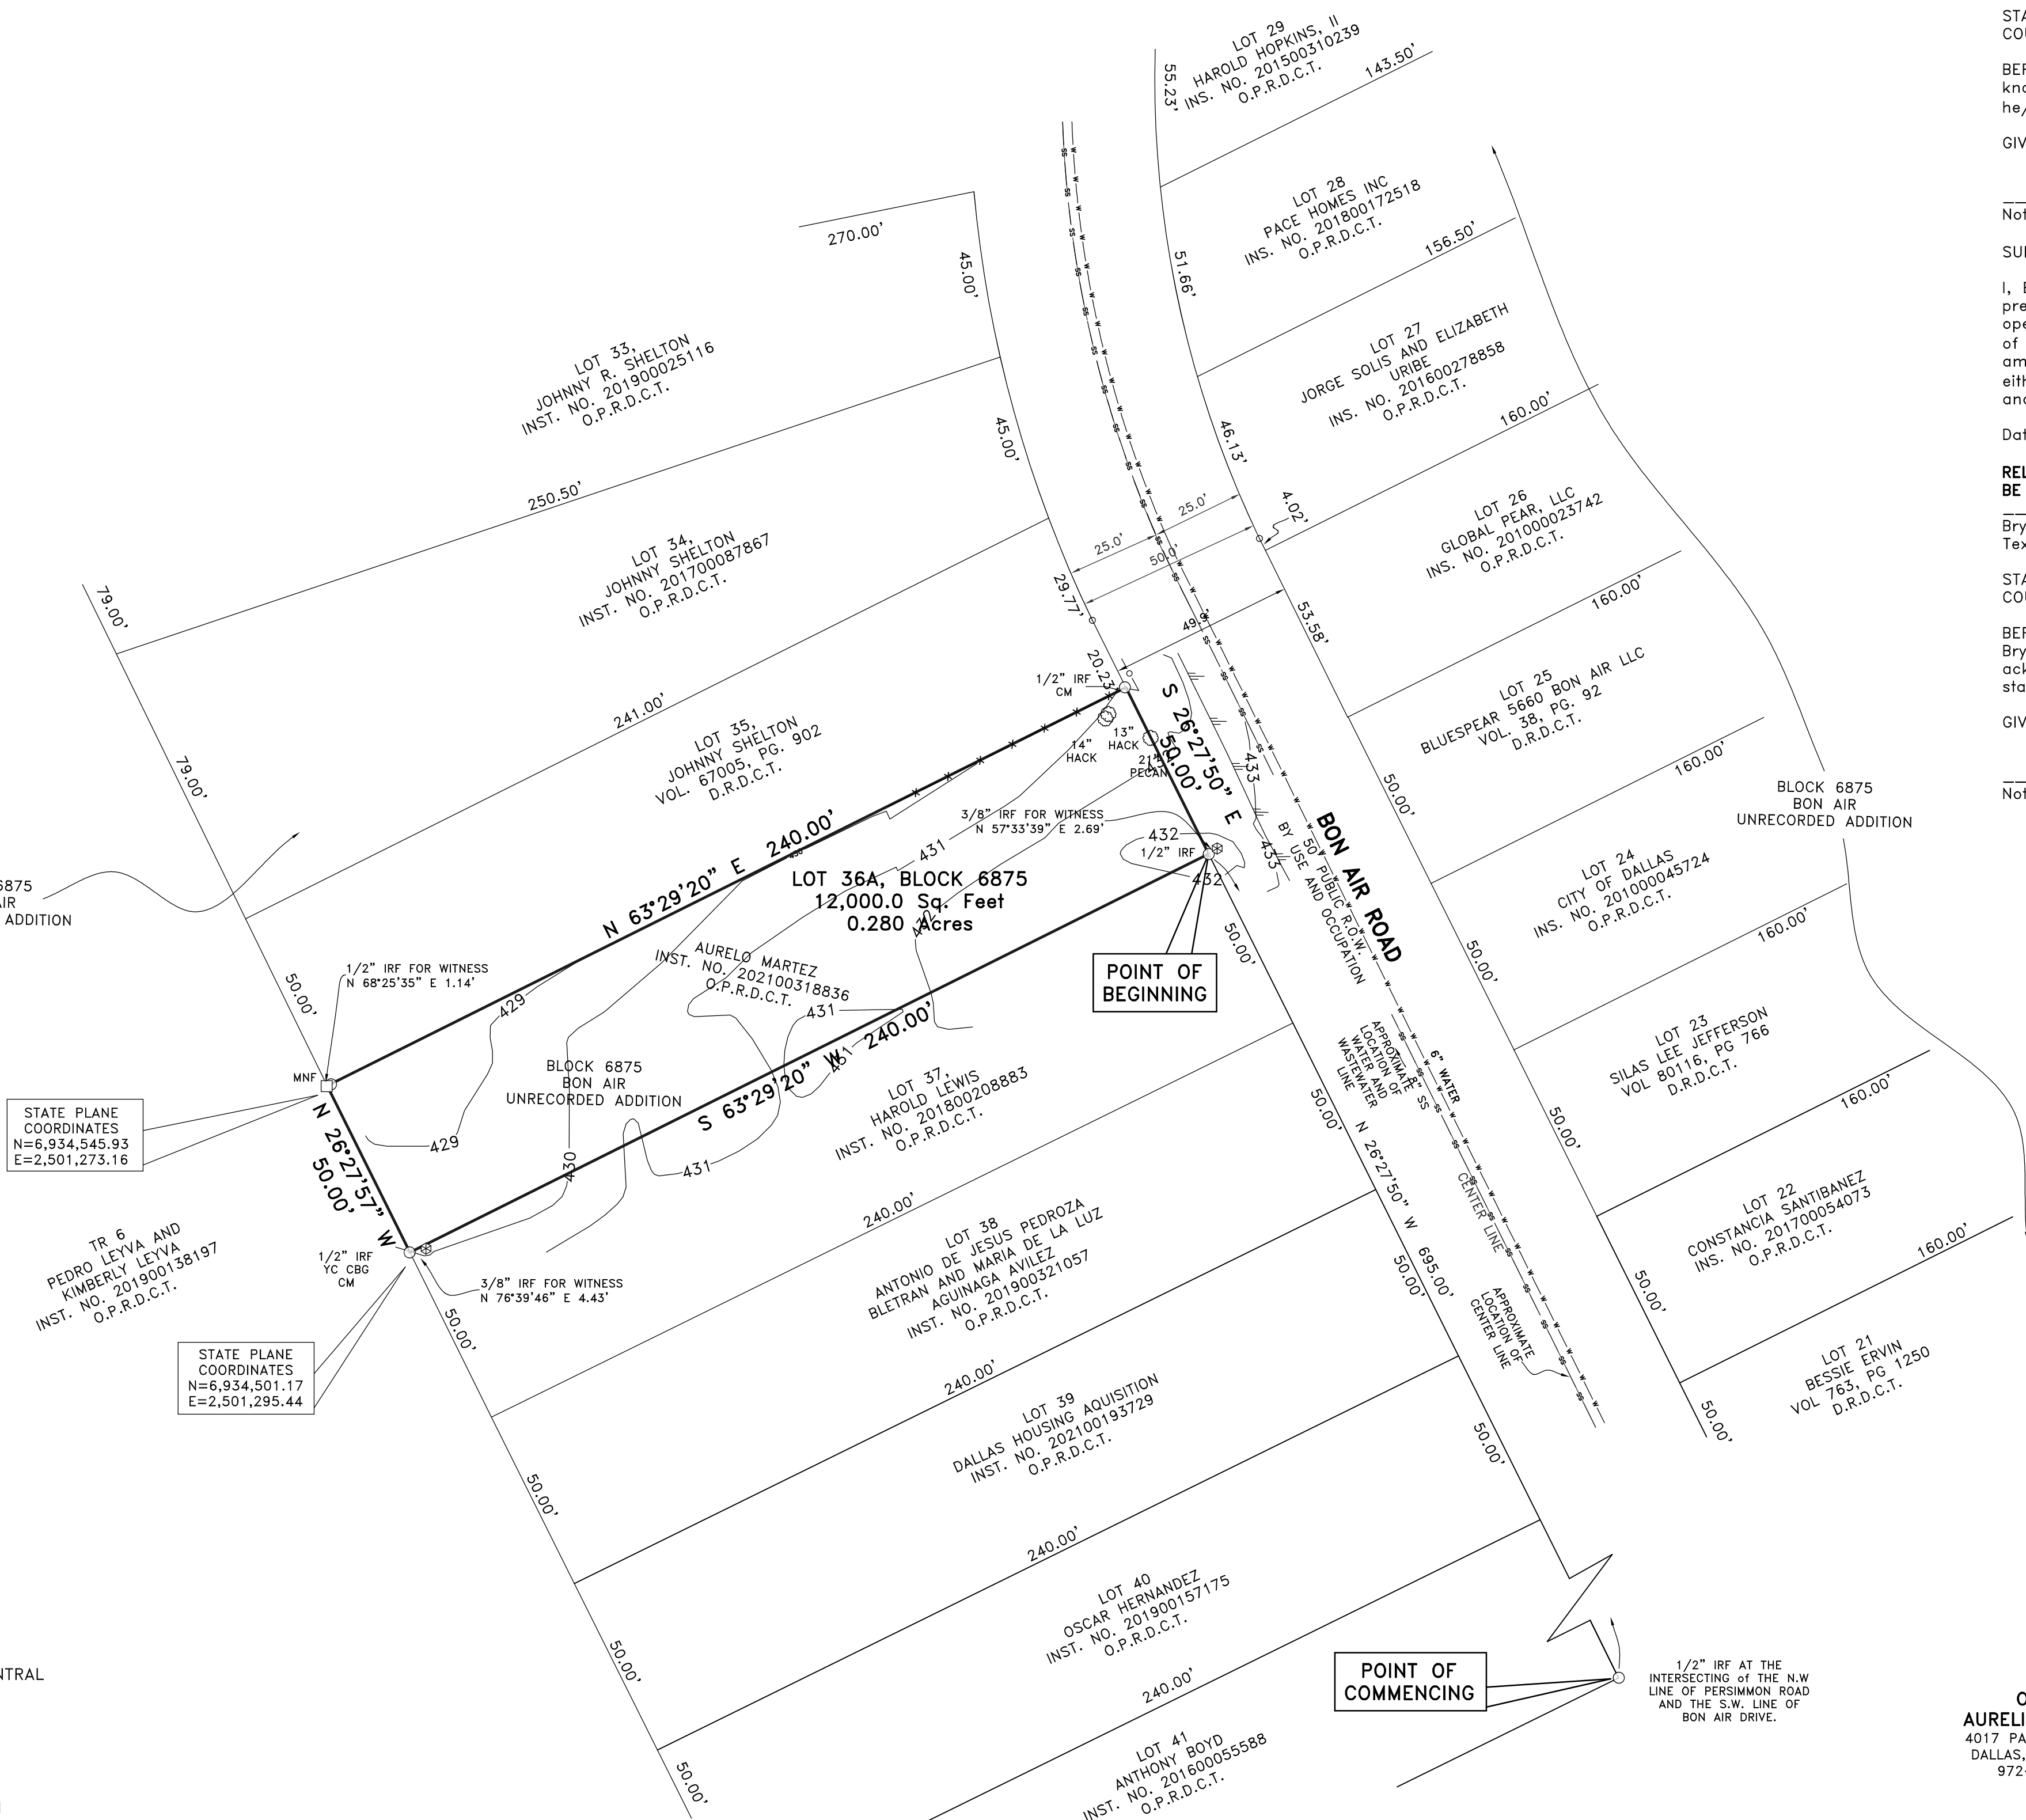 LOT 29
HAROLD HOPKINS, II
INS. NO. 201500310239
O.P.R.D.C.T.
143.50'
55.23'
LOT 28
PACE HOMES INC
INS. NO. 201800172518
O.P.R.D.C.T.
156.50'
51.66'
LOT 27
JORGE SOLIS AND ELIZABETH
URIBE
INS. NO. 201600278858
O.P.R.D.C.T.
160.00'
46.13'
4.02'
LOT 26
GLOBAL PEAR, LLC
INS. NO. 201000023742
O.P.R.D.C.T.
160.00'
53.58'
LOT 25
BLUESPEAR 5660 BON AIR LLC
VOL. 38, PG. 92
D.R.D.C.T.
160.00'
50.00'
BLOCK 6875
BON AIR
UNRECORDED ADDITION
LOT 24
CITY OF DALLAS
INS. NO. 201000045724
O.P.R.D.C.T.
160.00'
50.00'
LOT 23
SILAS LEE JEFFERSON
VOL 80116, PG 766
D.R.D.C.T.
160.00'
50.00'
LOT 22
CONSTANCIA SANTIBANEZ
INS. NO. 201700054073
O.P.R.D.C.T.
160.00'
50.00'
LOT 21
BESSIE ERVIN
VOL 763, PG 1250
D.R.D.C.T.
50.00'
270.00'
45.00'
LOT 33,
JOHNNY R. SHELTON
INST. NO. 201900025116
O.P.R.D.C.T.
250.50'
45.00'
79.00'
LOT 34,
JOHNNY SHELTON
INST. NO. 201700087867
O.P.R.D.C.T.
25.0'
25.0'
50.0'
29.77'
49.9'
20.23'
241.00'
79.00'
LOT 35,
JOHNNY SHELTON
VOL. 67005, PG. 902
D.R.D.C.T.
1/2" IRF
CM
14"
HACK
13"
HACK
21"
PECAN
S 26°27'50" E
50.00'
433
433
3/8" IRF FOR WITNESS
N 57°33'39" E 2.69'
432
1/2" IRF
432
431
N 63°29'20" E 240.00'
430
LOT 36A, BLOCK 6875
12,000.0 Sq. Feet
0.280 Acres
432
AURELO MARTEZ
INST. NO. 202100318836
O.P.R.D.C.T.
BON AIR ROAD
50' PUBLIC R.O.W.
BY USE AND OCCUPATION
POINT OF
BEGINNING
50.00'
6875
ADDITION
1/2" IRF FOR WITNESS
N 68°25'35" E 1.14'
50.00'
MNF
429
429
430
431
431
431
BLOCK 6875
BON AIR
UNRECORDED ADDITION
S 63°29'20" W 240.00'
STATE PLANE
COORDINATES
N=6,934,545.93
E=2,501,273.16
N 26°27'57" W
50.00'
TR 6
PEDRO LEYVA AND
KIMBERLY LEYVA
INST. NO. 201900138197
O.P.R.D.C.T.
1/2" IRF
YC CBG
CM
3/8" IRF FOR WITNESS
N 76°39'46" E 4.43'
STATE PLANE
COORDINATES
N=6,934,501.17
E=2,501,295.44
LOT 37,
HAROLD LEWIS
INST. NO. 201800208883
O.P.R.D.C.T.
240.00'
50.00'
50.00'
APPROXIMATE
LOCATION OF
WATER AND
WASTEWATER
LINE
8" SS
6" WATER
N 26°27'50" W 695.00'
CENTER LINE
LOT 38
ANTONIO DE JESUS PEDROZA
BLETRAN AND MARIA DE LA LUZ
AGUINAGA AVILEZ
INST. NO. 201900321057
O.P.R.D.C.T.
240.00'
50.00'
50.00'
APPROXIMATE
LOCATION OF
CENTER LINE
LOT 39
DALLAS HOUSING AQUISITION
INST. NO. 202100193729
O.P.R.D.C.T.
240.00'
50.00'
50.00'
LOT 40
OSCAR HERNANDEZ
INST. NO. 201900157175
O.P.R.D.C.T.
240.00'
50.00'
LOT 41
ANTHONY BOYD
INST. NO. 201600055588
O.P.R.D.C.T.
POINT OF
COMMENCING
1/2" IRF AT THE
INTERSECTING of THE N.W
LINE OF PERSIMMON ROAD
AND THE S.W. LINE OF
BON AIR DRIVE.
4017 PA
DALLAS,
972-